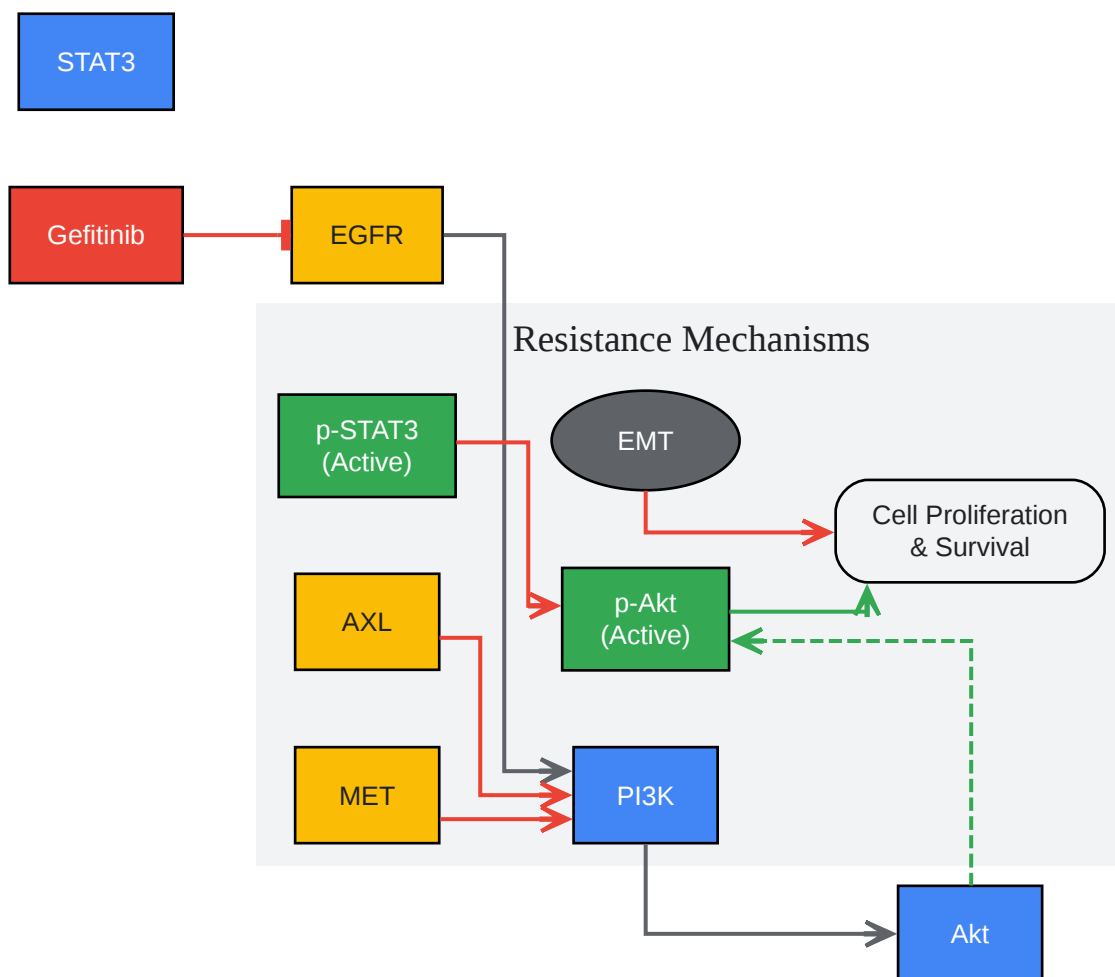 STAT3
Gefitinib
EGFR
Resistance Mechanisms
p-STAT3
(Active)
EMT
Cell Proliferation
& Survival
AXL
p-Akt
(Active)
MET
PI3K
Akt